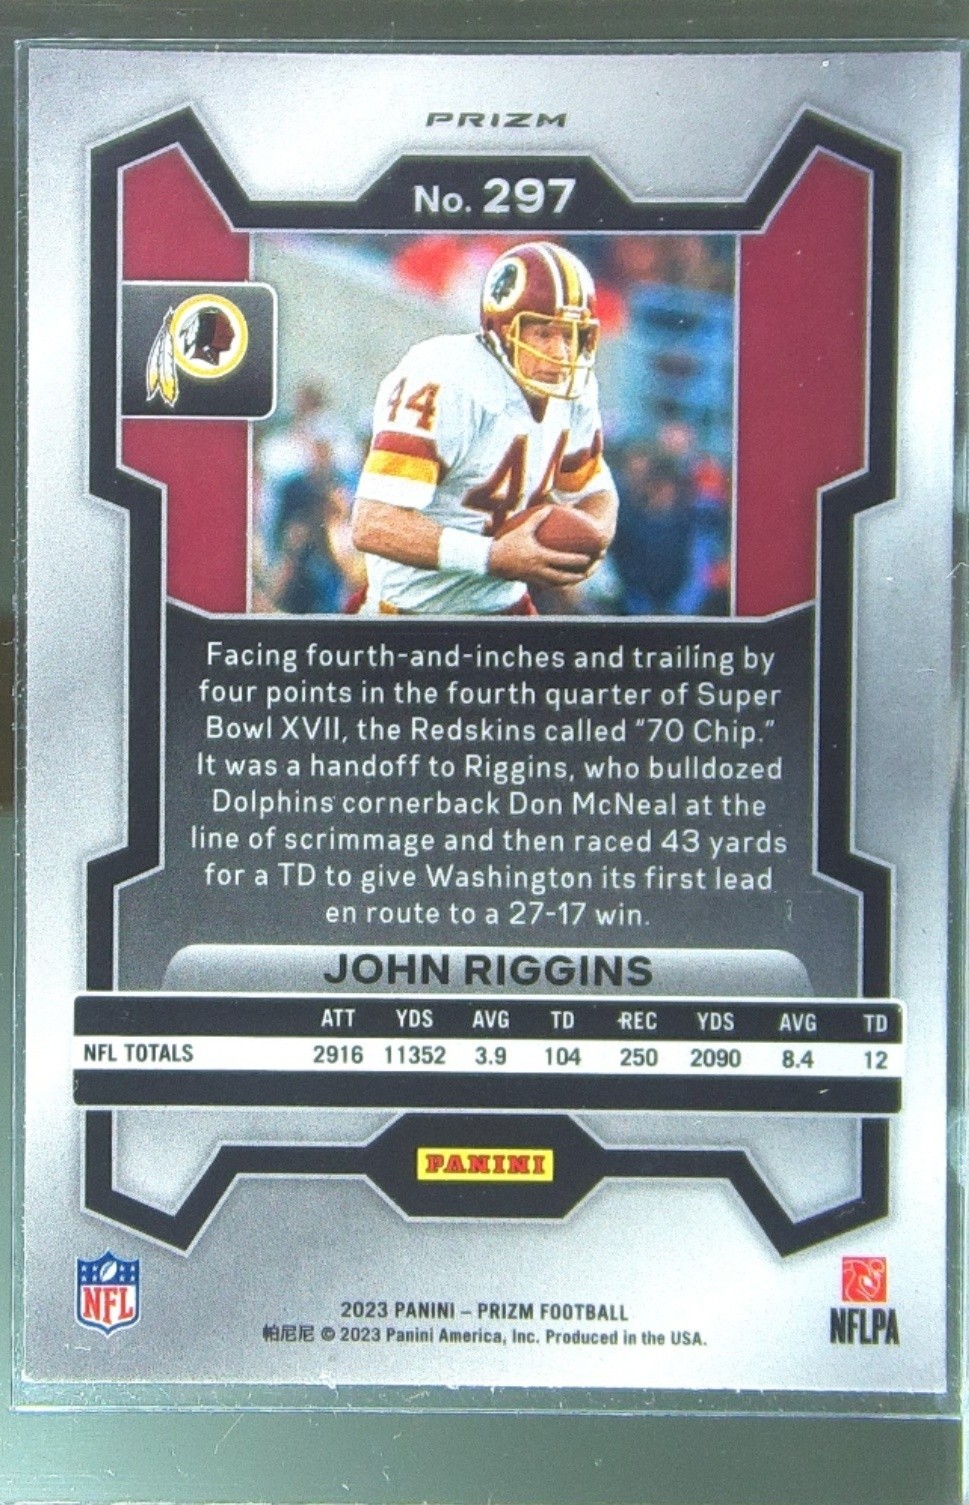 PRIZM
No. 297
44
44
Facing fourth-and-inches and trailing by
four points in the fourth quarter of Super
Bowl XVII, the Redskins called "70 Chip."
It was a handoff to Riggins, who bulldozed
Dolphins cornerback Don McNeal at the
line of scrimmage and then raced 43 yards
for a TD to give Washington its first lead
en route to a 27-17 win.
JOHN RIGGINS
ATT YDS AVG TD REC YDS AVG TD
NFL TOTALS 2916 11352 3.9 104 250 2090 8.4 12
PANINI
NFL
NFLPA
2023 PANINI – PRIZM FOOTBALL
帕尼尼 © 2023 Panini America, Inc. Produced in the USA.